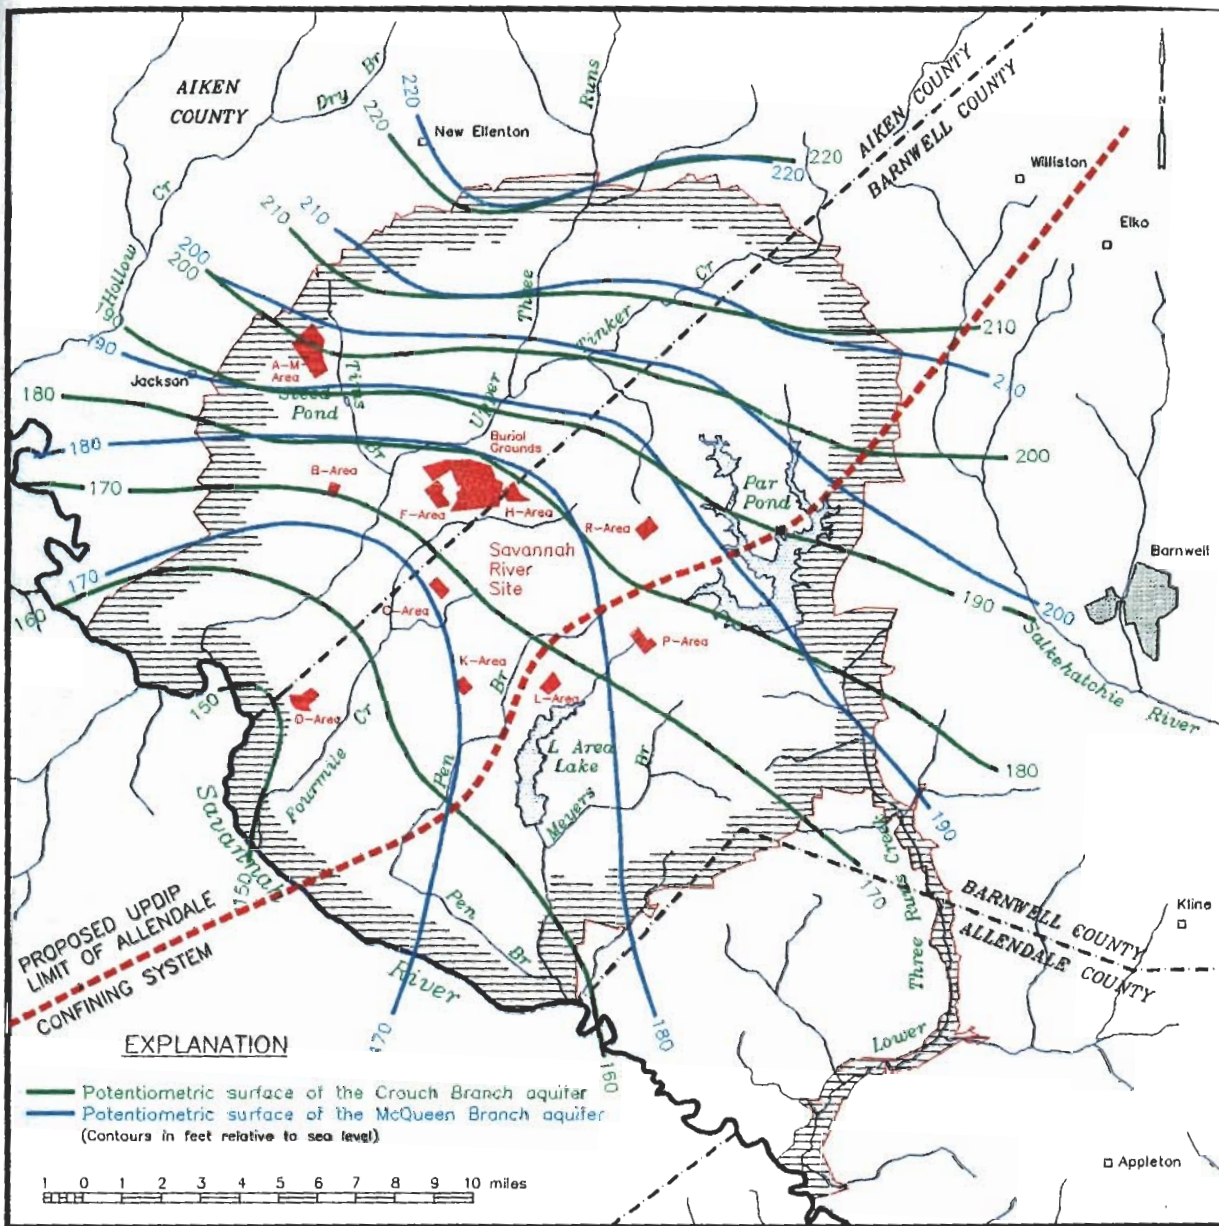 AIKEN
COUNTY
Dry Br
220
220
New Ellenton
Runs
AIKEN COUNTY
BARNWELL COUNTY
N
220
220
Williston
Elko
Hollow Cr
210
210
200
200
190
190
Three
Tinker Cr
210
210
A-M-
Area
Jackson
Pond
Tims Br
Upper
180
180
Burial
Grounds
B-Area
F-Area
H-Area
R-Area
Par
Pond
200
170
170
160
Savannah
River
Site
C-Area
Barnwell
190
200
Salkehatchie River
P-Area
K-Area
L-Area
150
D-Area
Fourmile Cr
Pen Br
L Area
Lake
Meyers Br
180
190
Savannah River
150
170
Lower Three Runs Creek
BARNWELL COUNTY
ALLENDALE COUNTY
Kline
Pen Br
PROPOSED UPDIP
LIMIT OF ALLENDALE
CONFINING SYSTEM
170
180
160
EXPLANATION
Potentiometric surface of the Crouch Branch aquifer
Potentiometric surface of the McQueen Branch aquifer
(Contours in feet relative to sea level)
1 0 1 2 3 4 5 6 7 8 9 10 miles
Appleton